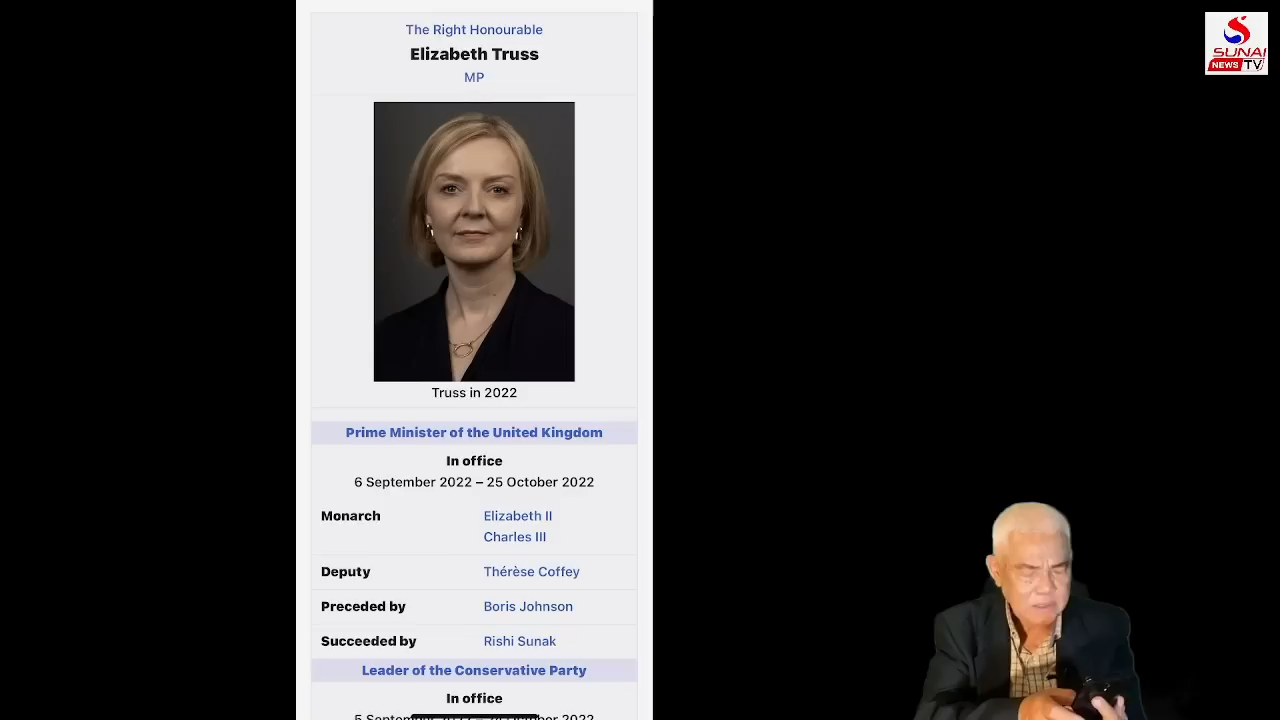 The Right Honourable
Elizabeth Truss
MP
Truss in 2022
Prime Minister of the United Kingdom
In office
6 September 2022 – 25 October 2022
Monarch Elizabeth II
Charles III
Deputy Thérèse Coffey
Preceded by Boris Johnson
Succeeded by Rishi Sunak
Leader of the Conservative Party
In office
2022
SUNAI
NEWS TV